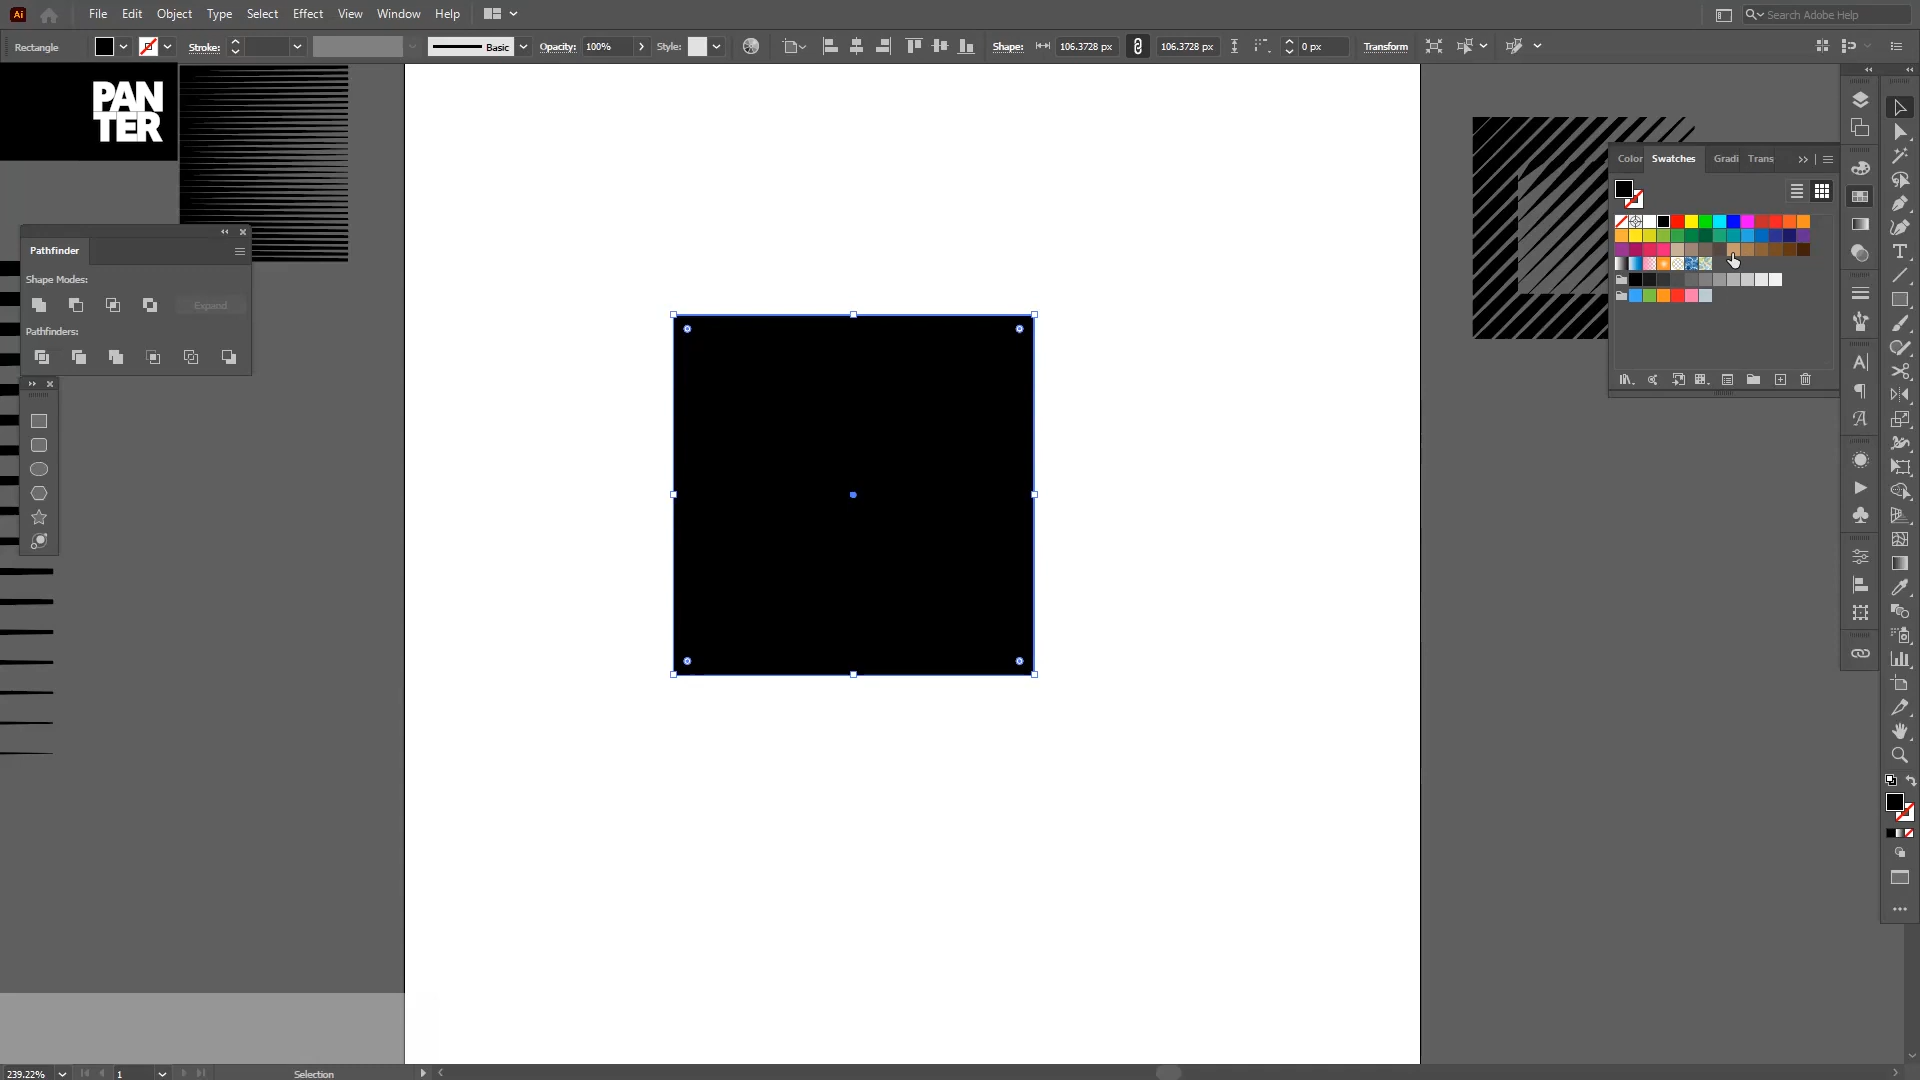 Ai File Edit Object Type Select Effect View Window Help Search Adobe Help
Rectangle Stroke: Basic Opacity: 100% Style: Shape: 106.3728 px 106.3728 px 0 px Transform
PAN
TER
Color Swatches Gradi Trans
Pathfinder
Shape Modes:
Expand
Pathfinders:
239.22% 1 Selection